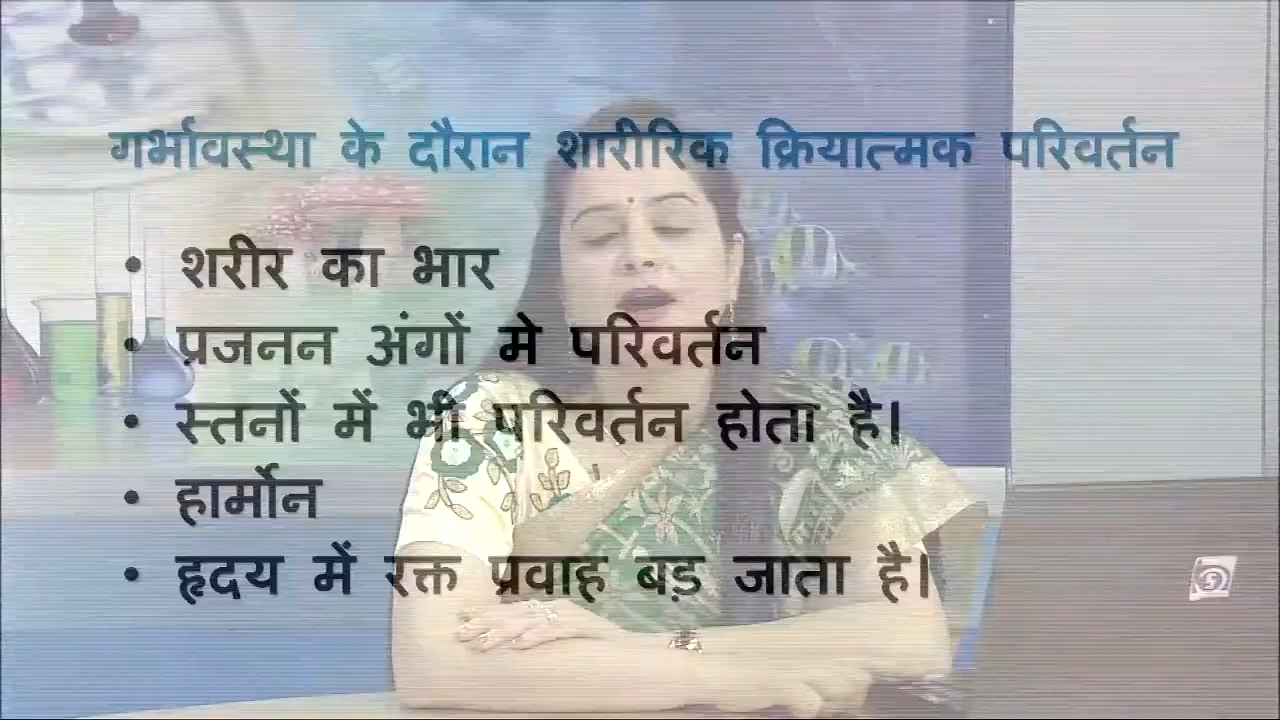 गर्भावस्था के दौरान शारीरिक क्रियात्मक परिवर्तन
• शरीर का भार
• प्रजनन अंगों मे परिवर्तन
• स्तनों में भी परिवर्तन होता है।
• हार्मोन
• हृदय में रक्त प्रवाह बड़ जाता है।